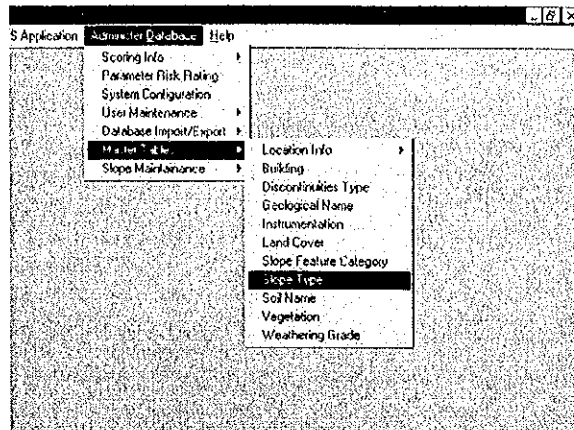 S Application Administer Database Help
Scoring Info
Parameter Risk Rating
System Configuration
User Maintenance
Database Import/Export
Master Tables
Slope Maintainance
Location Info
Building
Discontinuities Type
Geological Name
Instrumentation
Land Cover
Slope Feature Category
Slope Type
Soil Name
Vegetation
Weathering Grade